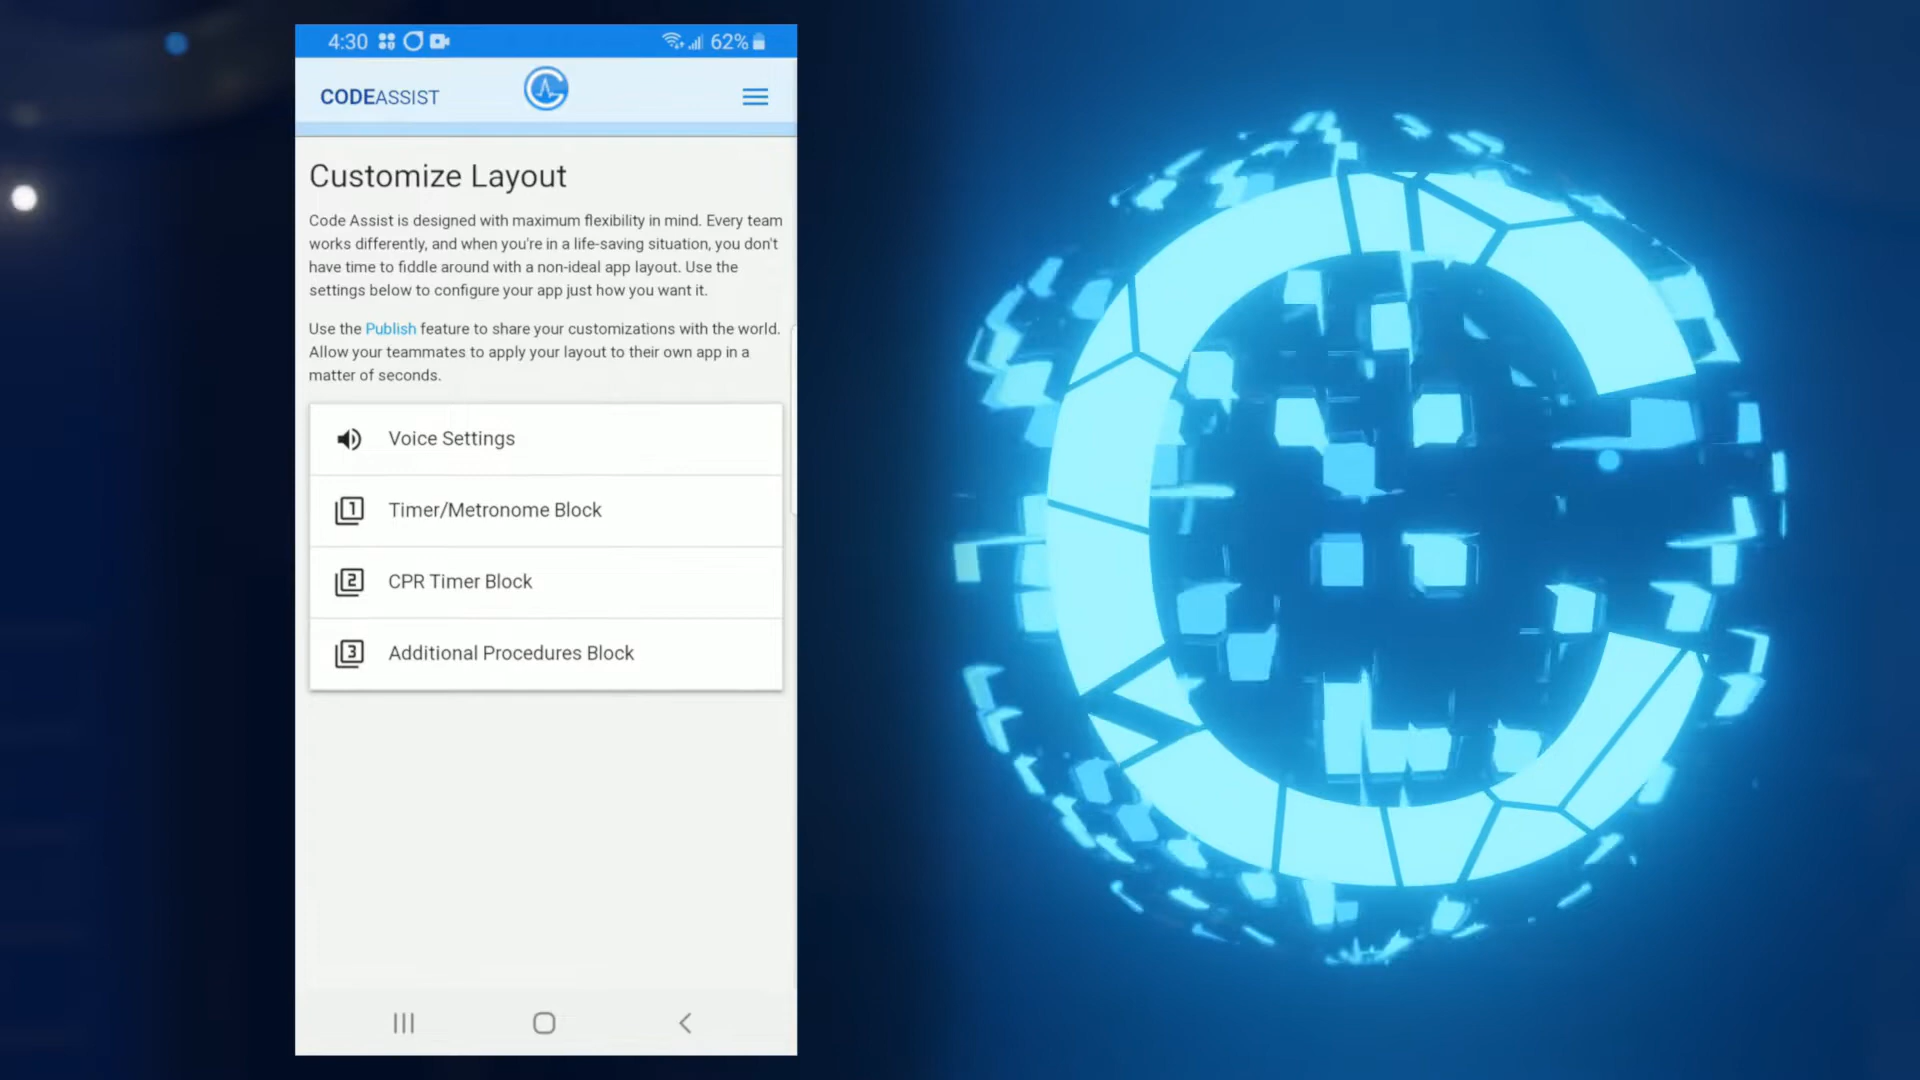 4:30
62%
CODEASSIST
Customize Layout
Code Assist is designed with maximum flexibility in mind. Every team
works differently, and when you're in a life-saving situation, you don't
have time to fiddle around with a non-ideal app layout. Use the
settings below to configure your app just how you want it.
Use the Publish feature to share your customizations with the world.
Allow your teammates to apply your layout to their own app in a
matter of seconds.
Voice Settings
1 Timer/Metronome Block
2 CPR Timer Block
3 Additional Procedures Block